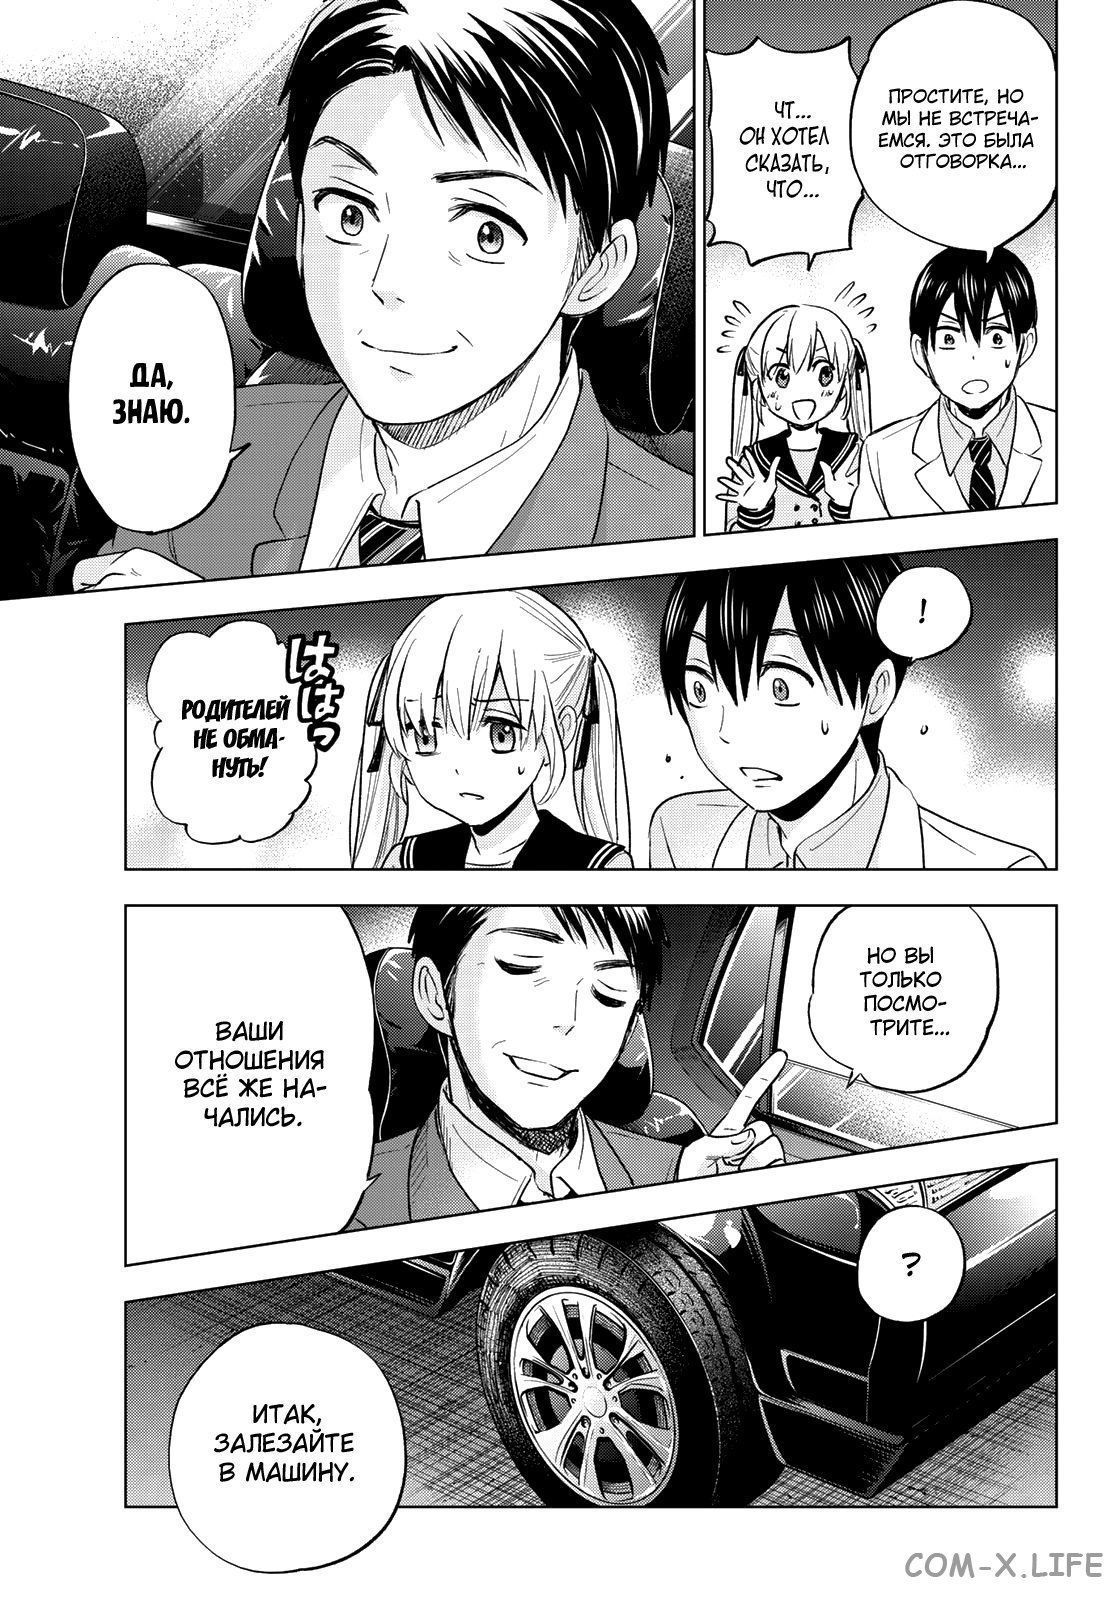 ПРОСТИТЕ, НО
МЫ НЕ ВСТРЕЧА-
ЕМСЯ. ЭТО БЫЛА
ОТГОВОРКА...
ЧТ...
ОН ХОТЕЛ
СКАЗАТЬ,
ЧТО...
ДА,
ЗНАЮ.
!
はは
はっ
РОДИТЕЛЕЙ
НЕ ОБМА-
НУТЬ!
НО ВЫ
ТОЛЬКО
ПОСМО-
ТРИТЕ...
ВАШИ
ОТНОШЕНИЯ
ВСЁ ЖЕ НА-
ЧАЛИСЬ.
?
ИТАК,
ЗАЛЕЗАЙТЕ
В МАШИНУ.
COM-X.LIFE